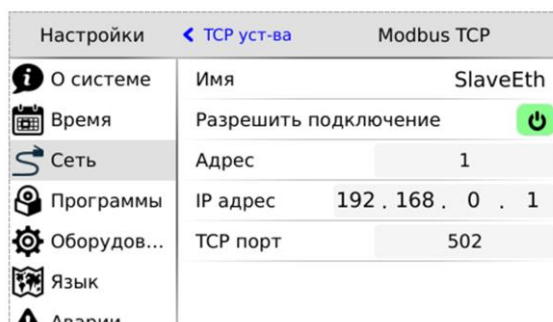 Настройки
TCP уст-ва
Modbus TCP
О системе
Имя
SlaveEth
Время
Разрешить подключение
Сеть
Адрес
1
Программы
IP адрес
192 . 168 . 0 . 1
Оборудов...
TCP порт
502
Язык
Аварии